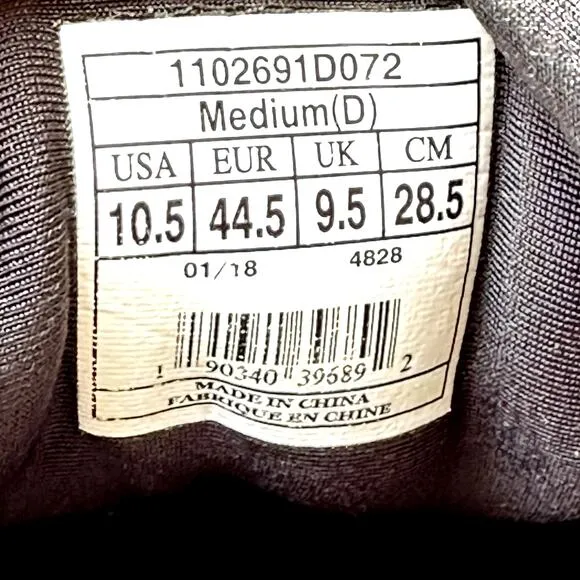 1102691D072
Medium(D)
USA EUR UK CM
10.5 44.5 9.5 28.5
01/18 4828
1 90340 39689 2
MADE IN CHINA
FABRIQUE EN CHINE